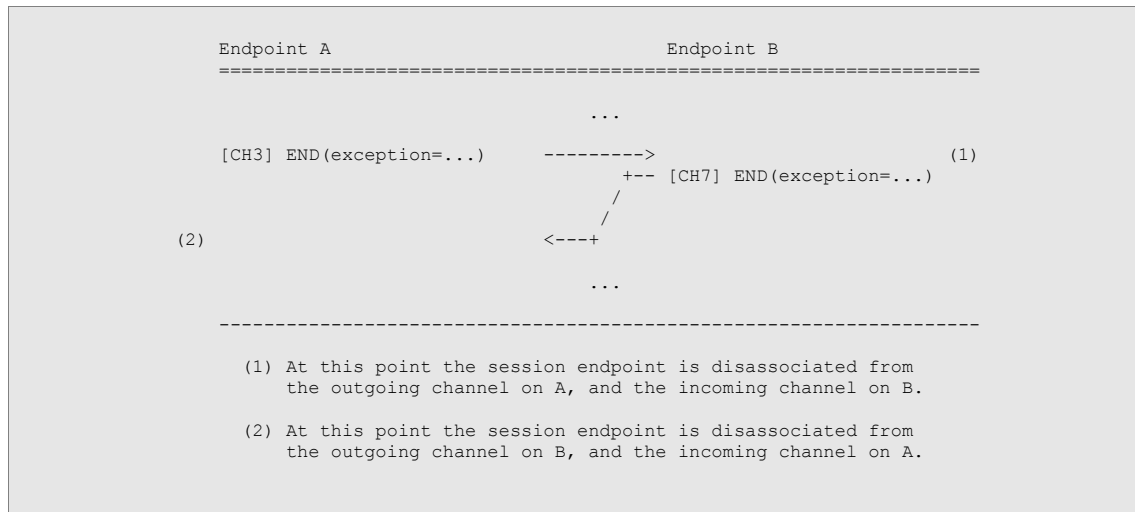 Endpoint A                              Endpoint B
====================================================================
...
[CH3] END(exception=...)     --------->                           (1)
+-- [CH7] END(exception=...)
/
/
(2)                                <---+
...
--------------------------------------------------------------------
(1) At this point the session endpoint is disassociated from
the outgoing channel on A, and the incoming channel on B.
(2) At this point the session endpoint is disassociated from
the outgoing channel on B, and the incoming channel on A.